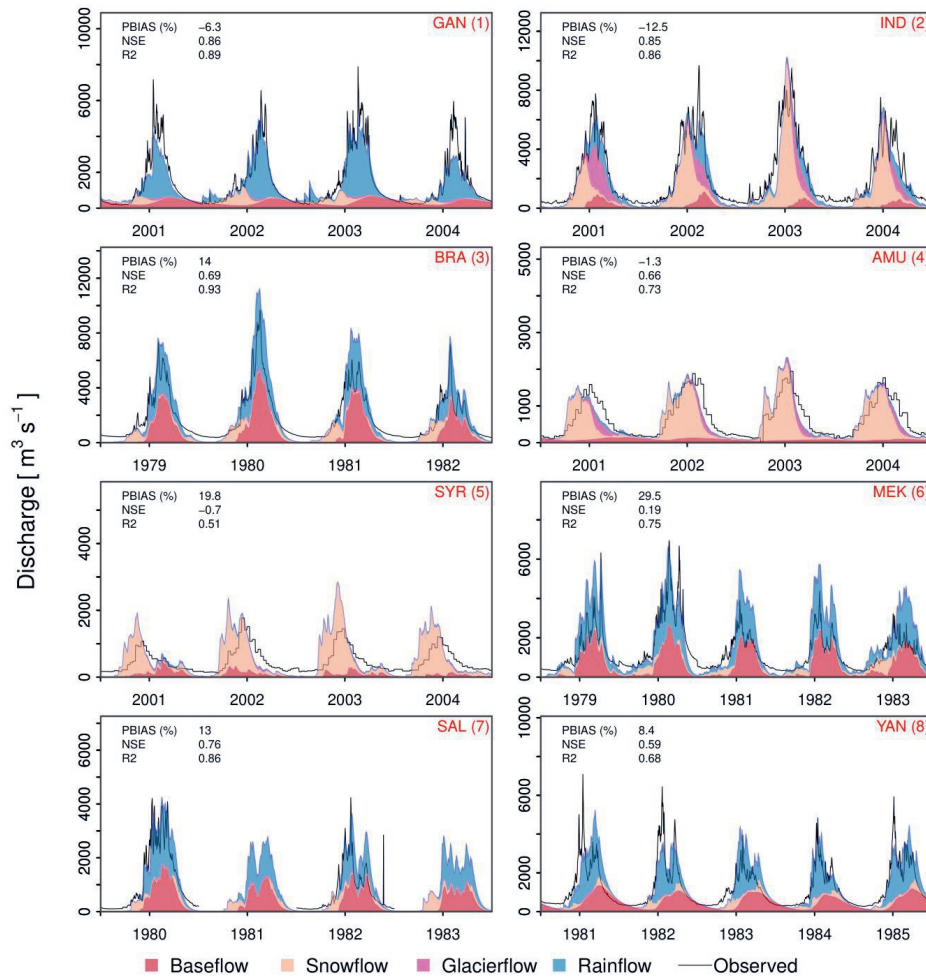 GAN (1)
PBIAS (%) −6.3
NSE 0.86
R2 0.89
0 2000 4000 6000 10000
2001 2002 2003 2004
IND (2)
PBIAS (%) −12.5
NSE 0.85
R2 0.86
0 4000 8000 12000
2001 2002 2003 2004
BRA (3)
PBIAS (%) 14
NSE 0.69
R2 0.93
0 4000 8000 12000
1979 1980 1981 1982
AMU (4)
PBIAS (%) −1.3
NSE 0.66
R2 0.73
0 1000 3000 5000
2001 2002 2003 2004
SYR (5)
PBIAS (%) 19.8
NSE −0.7
R2 0.51
0 2000 4000
2001 2002 2003 2004
MEK (6)
PBIAS (%) 29.5
NSE 0.19
R2 0.75
0 2000 6000
1979 1980 1981 1982 1983
SAL (7)
PBIAS (%) 13
NSE 0.76
R2 0.86
0 2000 4000 6000
1980 1981 1982 1983
YAN (8)
PBIAS (%) 8.4
NSE 0.59
R2 0.68
0 2000 4000 6000 10000
1981 1982 1983 1984 1985
Discharge [ m³ s⁻¹ ]
Baseflow Snowflow Glacierflow Rainflow Observed